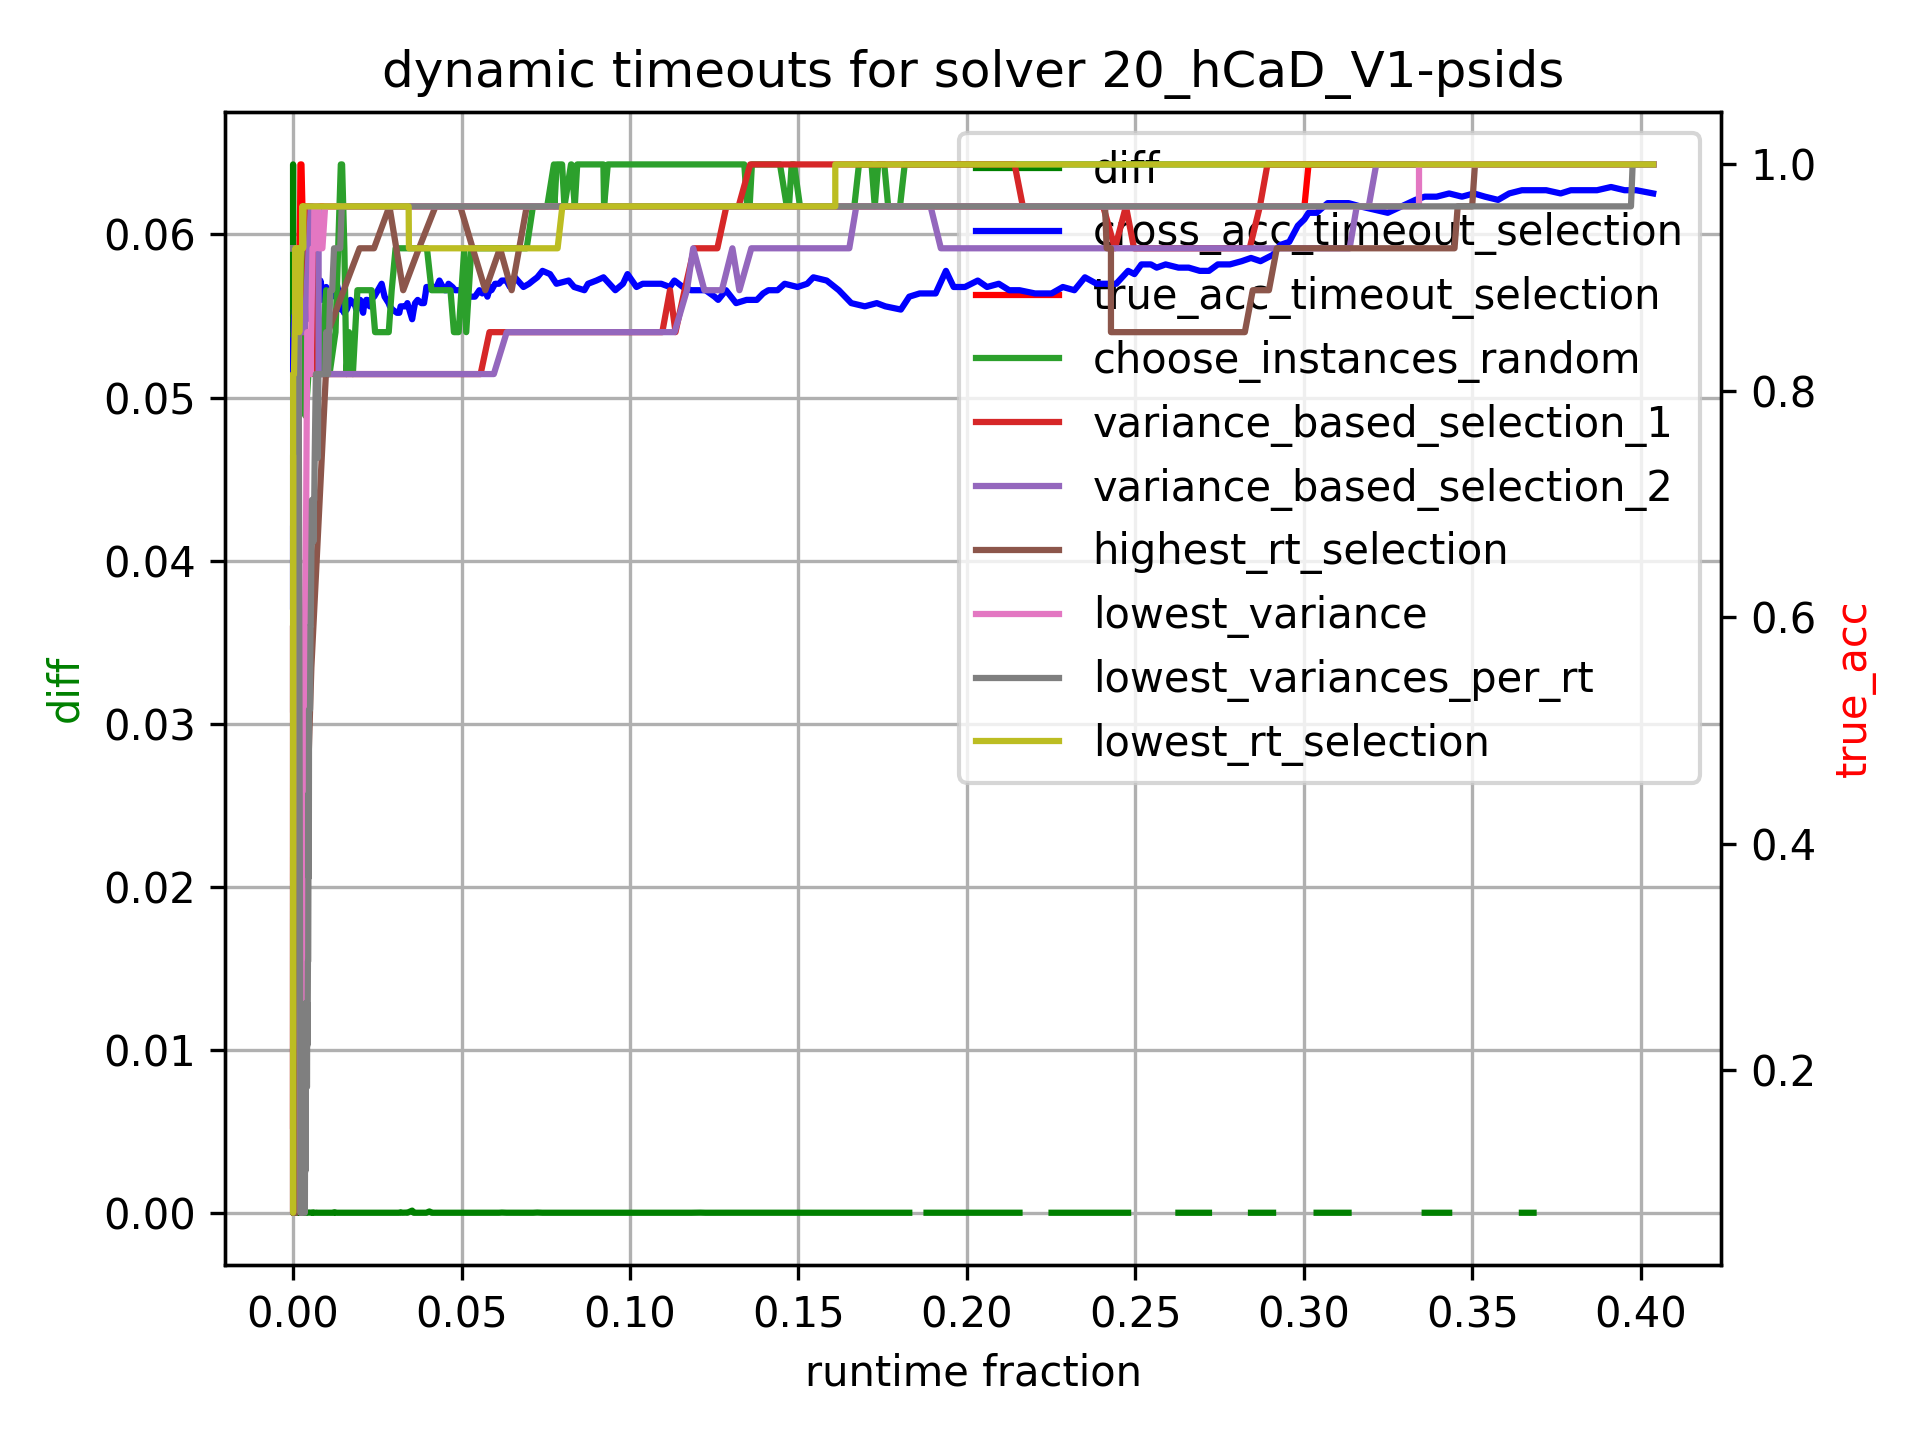 dynamic timeouts for solver 20_hCaD_V1-psids
diff
cross_acc_timeout_selection
true_acc_timeout_selection
choose_instances_random
variance_based_selection_1
variance_based_selection_2
highest_rt_selection
lowest_variance
lowest_variances_per_rt
lowest_rt_selection
0.06
0.05
0.04
0.03
0.02
0.01
0.00
diff
1.0
0.8
0.6
0.4
0.2
true_acc
0.00 0.05 0.10 0.15 0.20 0.25 0.30 0.35 0.40
runtime fraction